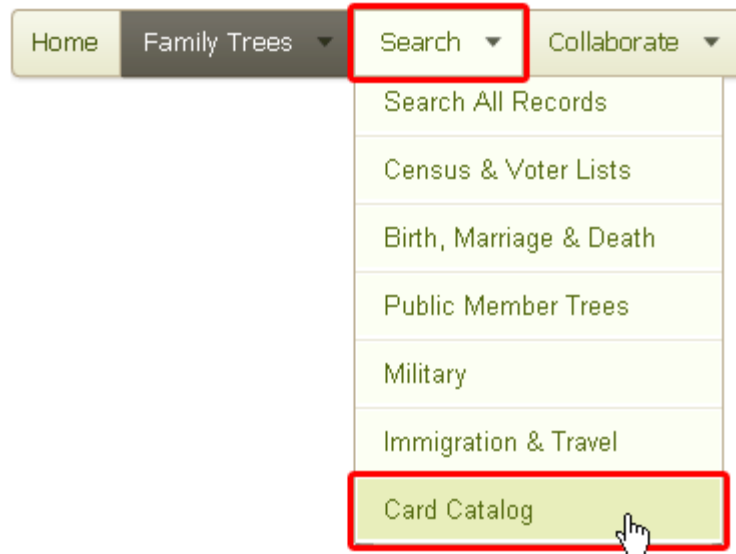 Home Family Trees Search Collaborate
Search All Records
Census & Voter Lists
Birth, Marriage & Death
Public Member Trees
Military
Immigration & Travel
Card Catalog